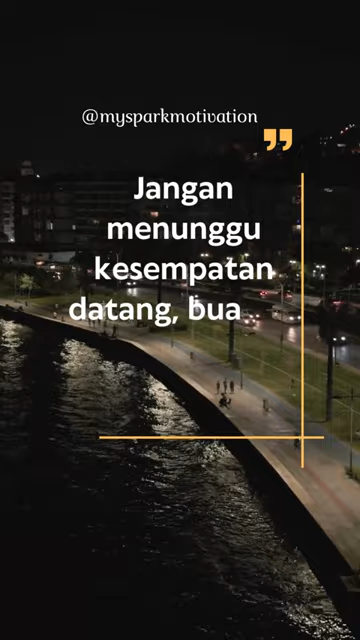 @mysparkmotivation
”
Jangan
menunggu
kesempatan
datang, bua